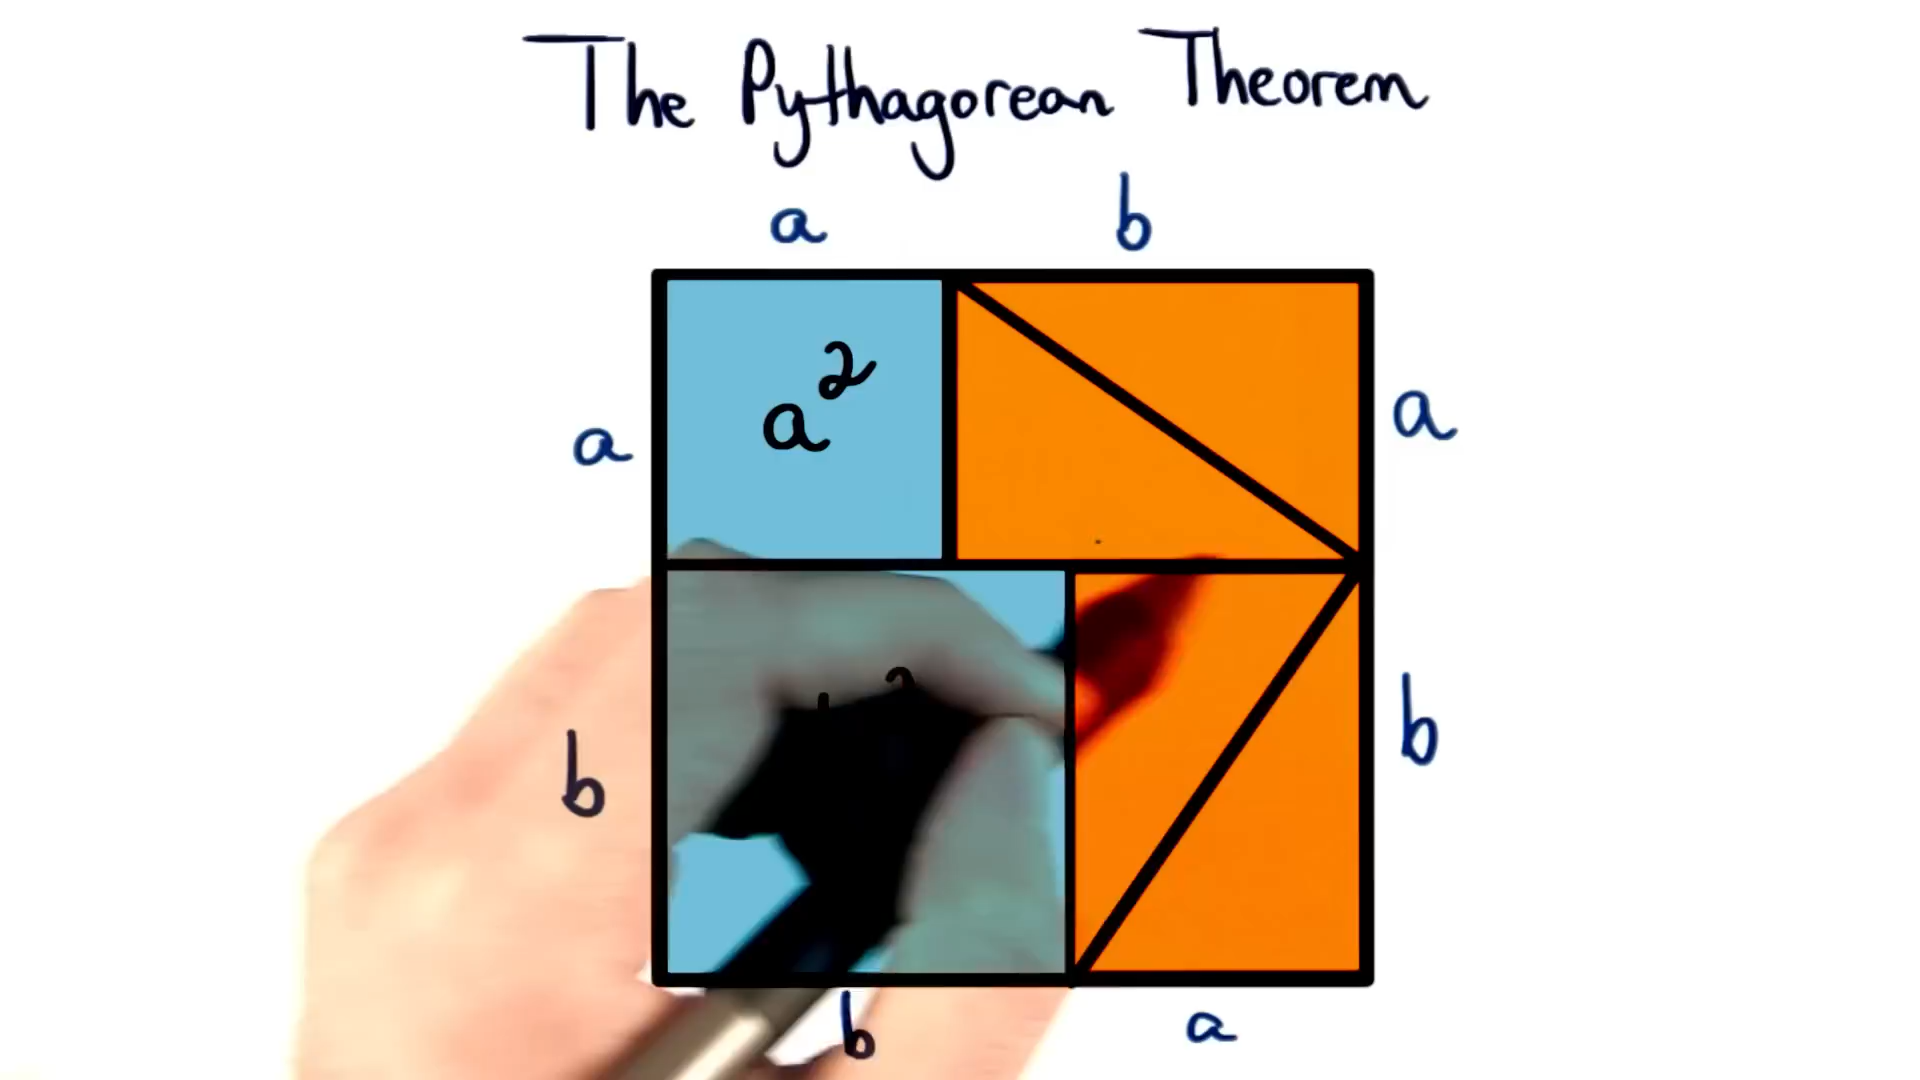 The Pythagorean Theorem
a b
a²
a a
b b
b a